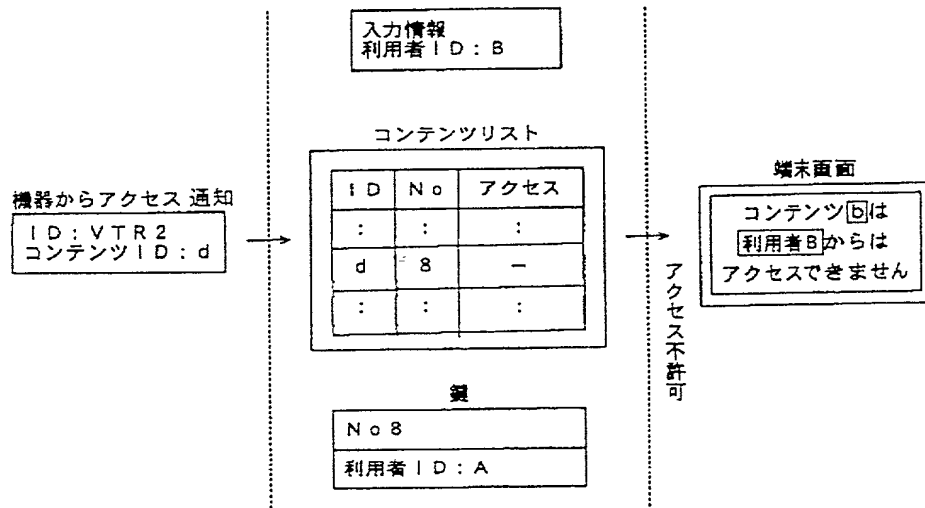 入力情報
利用者ID:B
コンテンツリスト
機器からアクセス通知
ID:VTR2
コンテンツID:d
ID No アクセス
: : :
d 8 −
: : :
鍵
No8
利用者ID:A
アクセス不許可
端末画面
コンテンツbは
利用者Bからは
アクセスできません